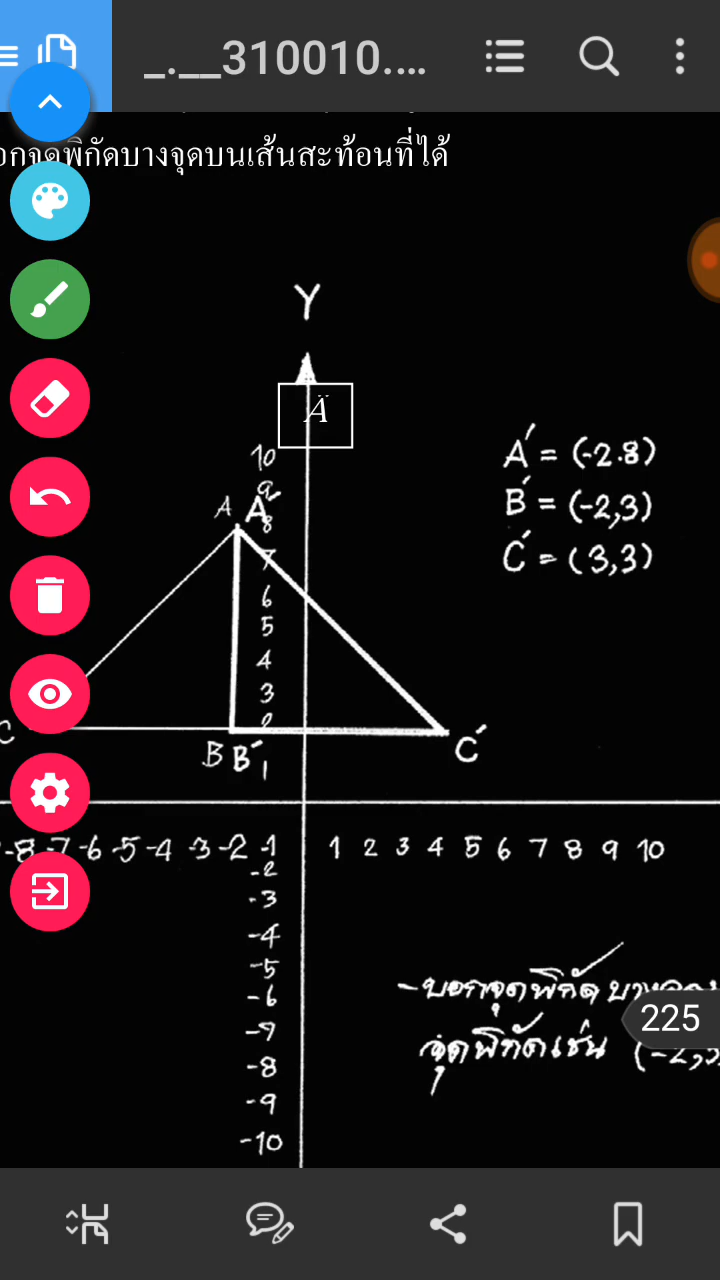 _.__310010....
อกจุดพิกัดบางจุดบนเส้นสะท้อนที่ได้
Y
Ä
10
A A′ 9
8
7
6
5
4
3
C B B′ 1 C′
A′ = (-2.8)
B′ = (-2,3)
C′ = (3,3)
-8 -7 -6 -5 -4 -3 -2 -1 1 2 3 4 5 6 7 8 9 10
-2
-3
-4
-5
-6
-7
-8
-9
-10
-บอกจุดพิกัด
จุดพิกัดเช่น
225